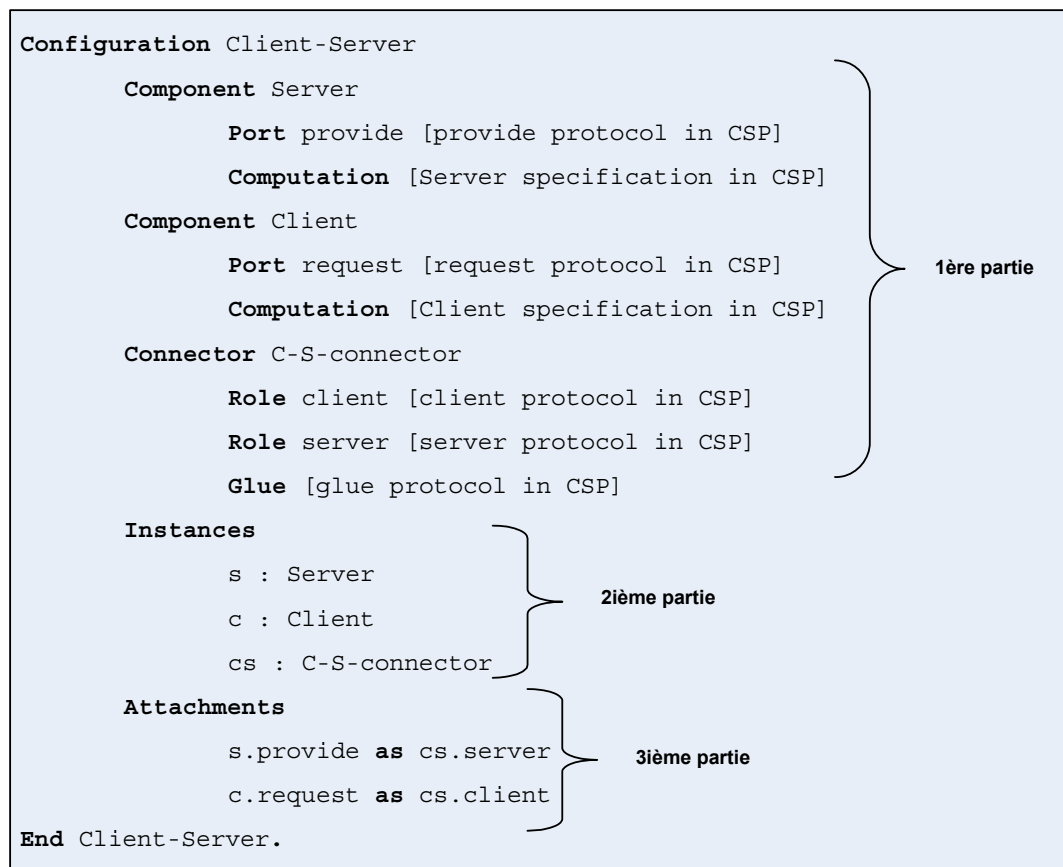 Configuration Client-Server
Component Server
Port provide [provide protocol in CSP]
Computation [Server specification in CSP]
Component Client
Port request [request protocol in CSP]
Computation [Client specification in CSP]
Connector C-S-connector
Role client [client protocol in CSP]
Role server [server protocol in CSP]
Glue [glue protocol in CSP]
1ère partie
Instances
s : Server
c : Client
cs : C-S-connector
2ième partie
Attachments
s.provide as cs.server
c.request as cs.client
3ième partie
End Client-Server.